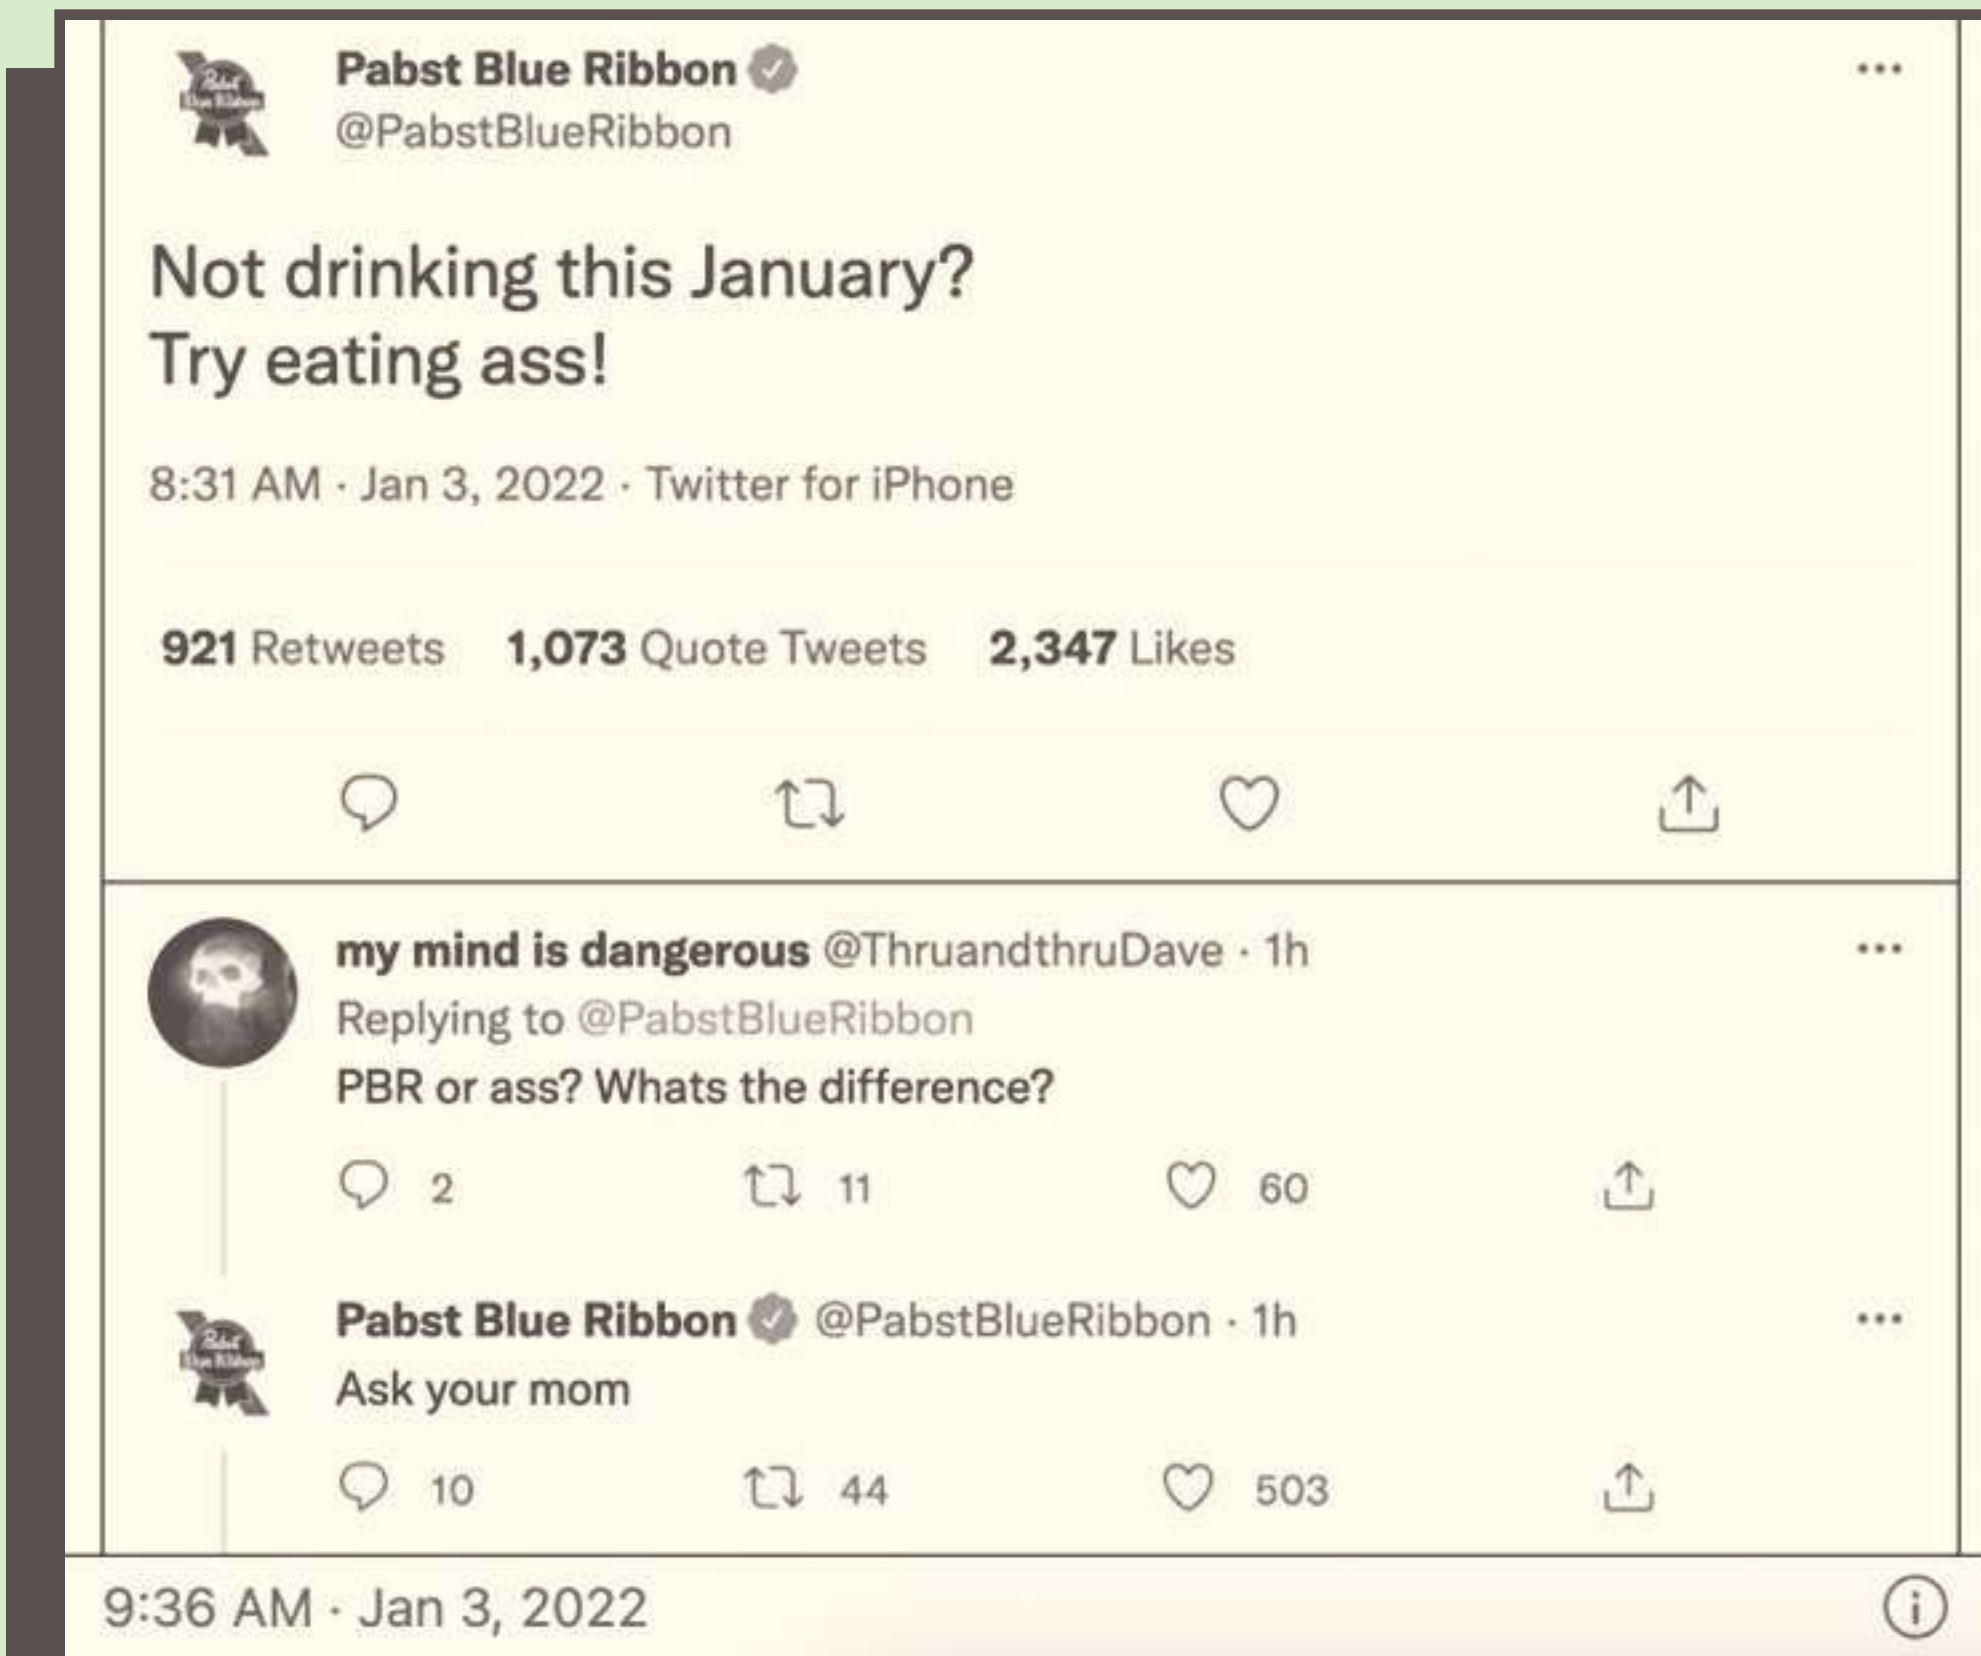 Pabst Blue Ribbon
@PabstBlueRibbon
Not drinking this January?
Try eating ass!
8:31 AM · Jan 3, 2022 · Twitter for iPhone
921 Retweets 1,073 Quote Tweets 2,347 Likes
my mind is dangerous @ThruandthruDave · 1h
Replying to @PabstBlueRibbon
PBR or ass? Whats the difference?
2 11 60
Pabst Blue Ribbon @PabstBlueRibbon · 1h
Ask your mom
10 44 503
9:36 AM · Jan 3, 2022